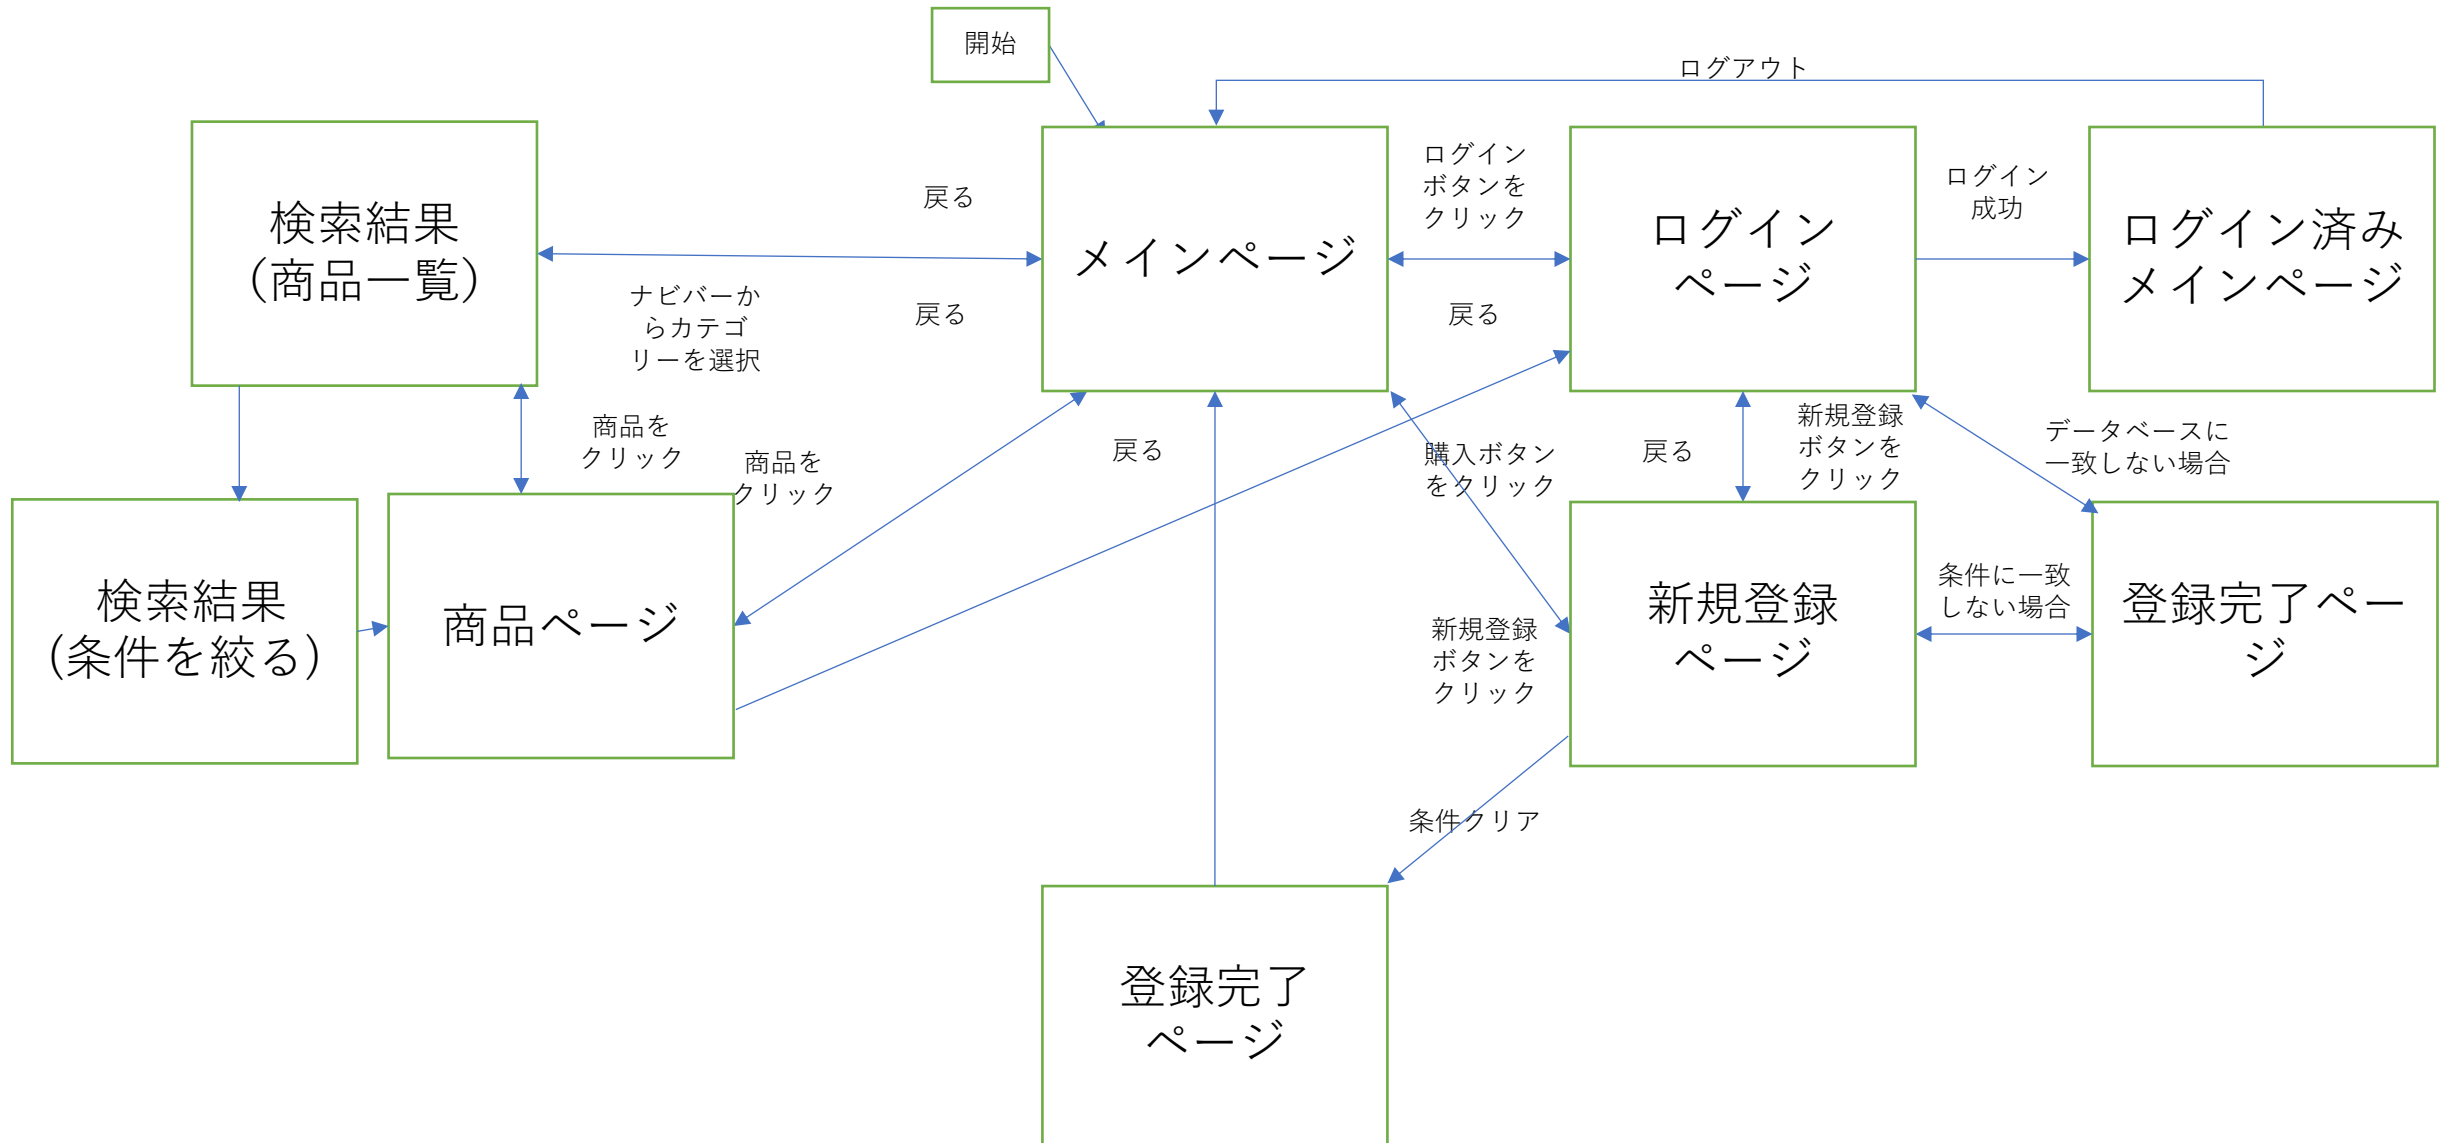 開始
ログアウト
検索結果
（商品一覧）
戻る
メインページ
ログイン
ボタンを
クリック
ログイン
ページ
ログイン
成功
ログイン済み
メインページ
ナビバーか
らカテゴ
リーを選択
戻る
戻る
商品を
クリック
商品を
クリック
戻る
購入ボタン
をクリック
戻る
新規登録
ボタンを
クリック
データベースに
一致しない場合
検索結果
（条件を絞る）
商品ページ
新規登録
ボタンを
クリック
新規登録
ページ
条件に一致
しない場合
登録完了ペー
ジ
条件クリア
登録完了
ページ